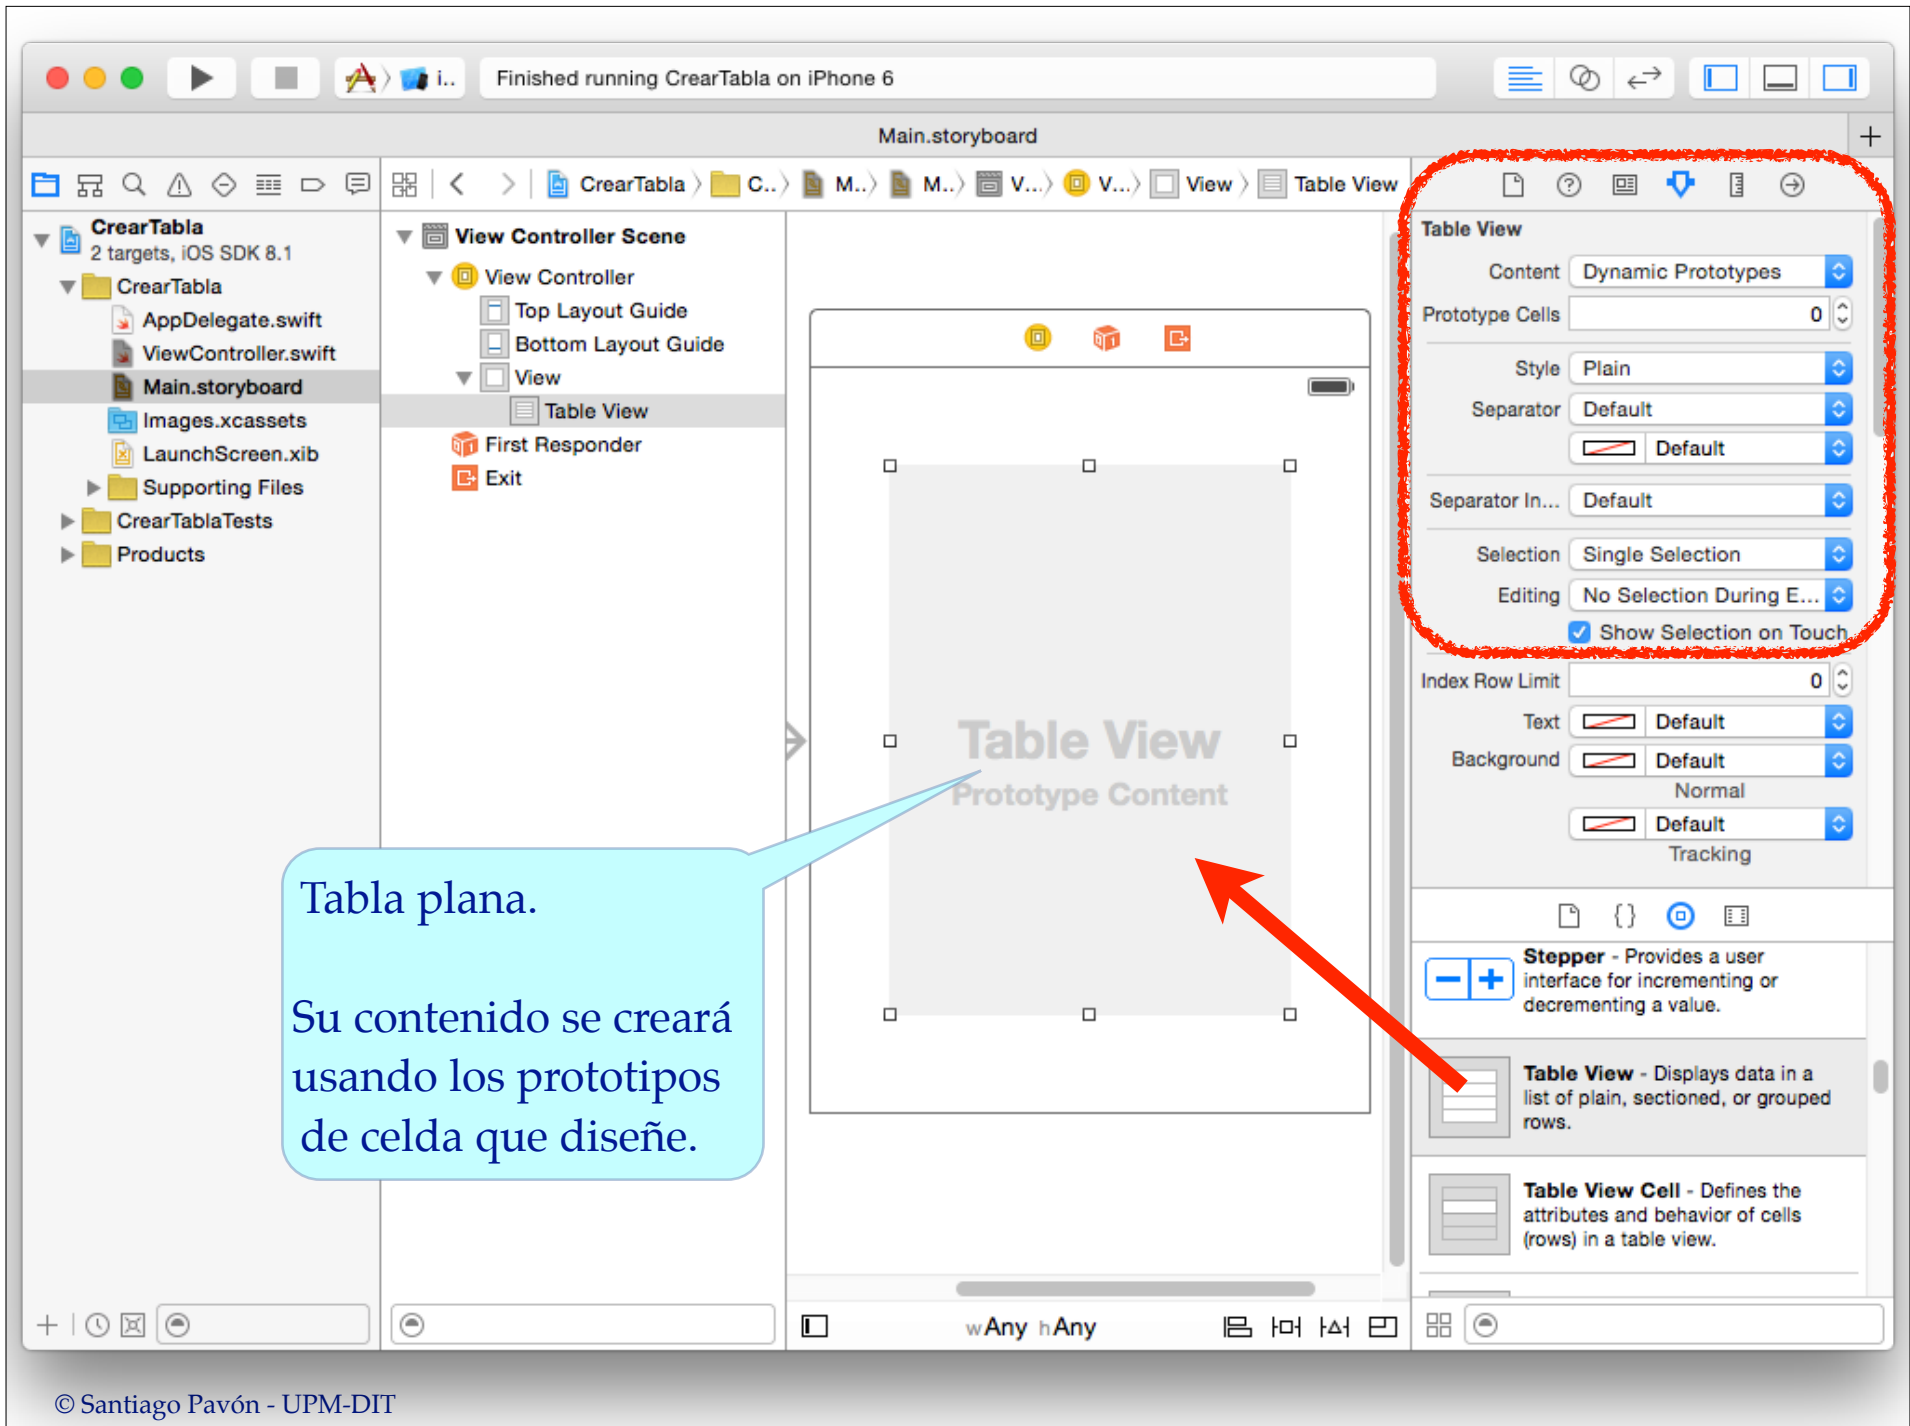 i..
Finished running CrearTabla on iPhone 6
Main.storyboard
CrearTabla
C..
M..
M..
V...
V...
View
Table View
CrearTabla
2 targets, iOS SDK 8.1
CrearTabla
AppDelegate.swift
ViewController.swift
Main.storyboard
Images.xcassets
LaunchScreen.xib
Supporting Files
CrearTablaTests
Products
View Controller Scene
View Controller
Top Layout Guide
Bottom Layout Guide
View
Table View
First Responder
Exit
Table View
Prototype Content
Tabla plana.
Su contenido se creará
usando los prototipos
de celda que diseñe.
wAny hAny
Table View
Content Dynamic Prototypes
Prototype Cells 0
Style Plain
Separator Default
Default
Separator In... Default
Selection Single Selection
Editing No Selection During E...
Show Selection on Touch
Index Row Limit 0
Text Default
Background Default
Normal
Default
Tracking
{}
Stepper - Provides a user
interface for incrementing or
decrementing a value.
Table View - Displays data in a
list of plain, sectioned, or grouped
rows.
Table View Cell - Defines the
attributes and behavior of cells
(rows) in a table view.
© Santiago Pavón - UPM-DIT